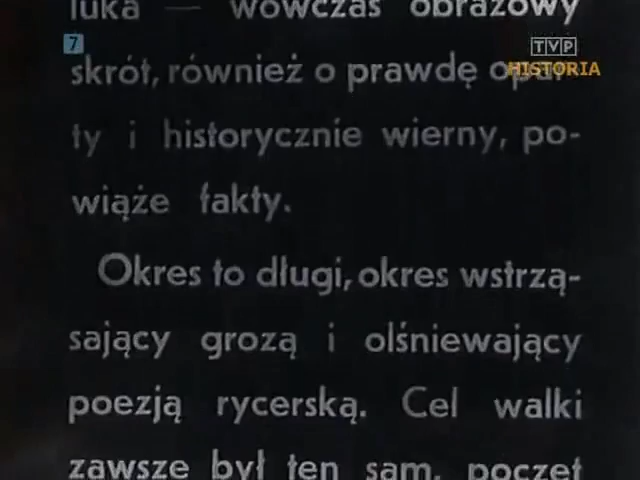 luka — wówczas obrazowy
7
TVP
HISTORIA
skrót, również o prawdę opar-
ty i historycznie wierny, po-
wiąże fakty.
Okres to długi, okres wstrzą-
sający grozą i olśniewający
poezją rycerską. Cel walki
zawsze był ten sam, poczet